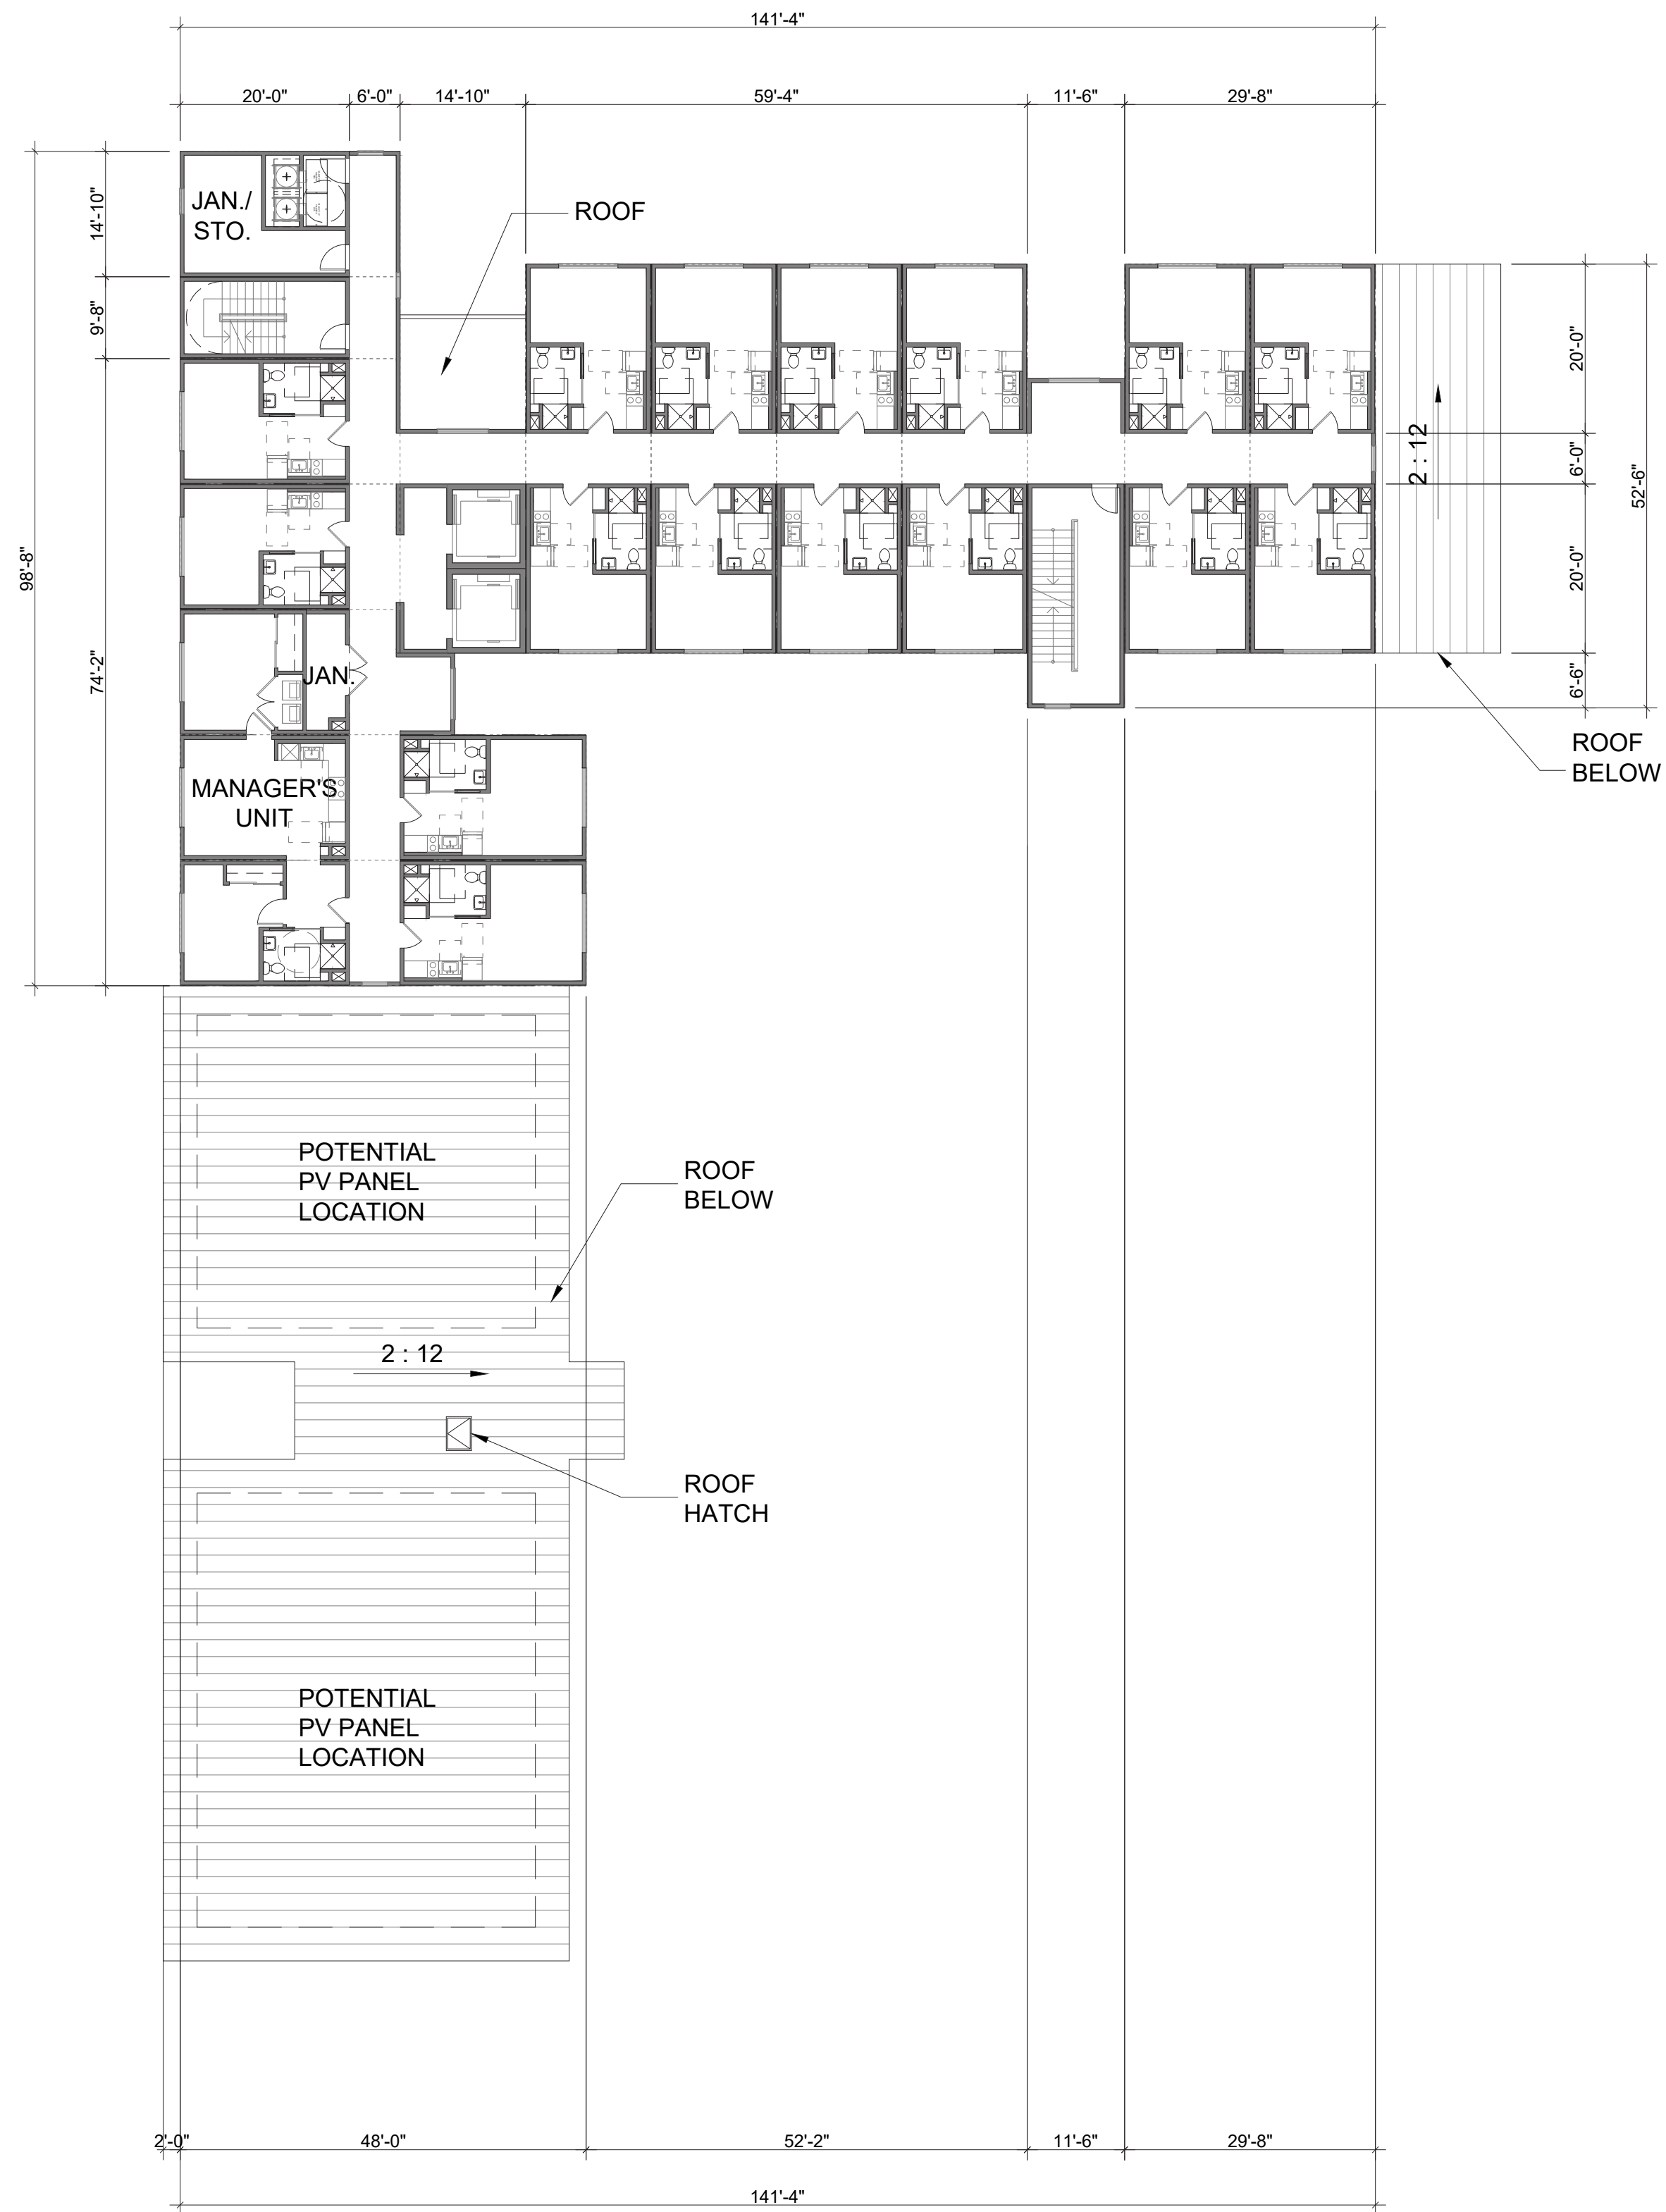 141'-4"
20'-0"
6'-0"
14'-10"
59'-4"
11'-6"
29'-8"
14'-10"
9'-8"
98'-8"
74'-2"
JAN./
STO.
ROOF
20'-0"
6'-0"
2 : 12
52'-6"
20'-0"
6'-6"
JAN.
MANAGER'S
UNIT
ROOF
BELOW
POTENTIAL
PV PANEL
LOCATION
ROOF
BELOW
2 : 12
ROOF
HATCH
POTENTIAL
PV PANEL
LOCATION
2'-0"
48'-0"
52'-2"
11'-6"
29'-8"
141'-4"